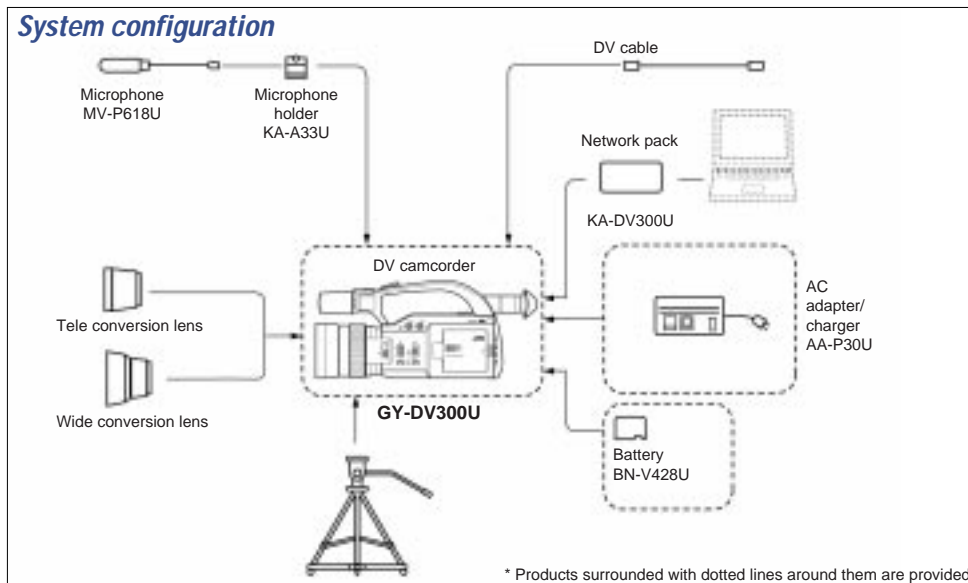 System configuration
DV cable
Microphone
MV-P618U
Microphone
holder
KA-A33U
Network pack
KA-DV300U
DV camcorder
AC
adapter/
charger
AA-P30U
Tele conversion lens
Wide conversion lens
GY-DV300U
Battery
BN-V428U
* Products surrounded with dotted lines around them are provided